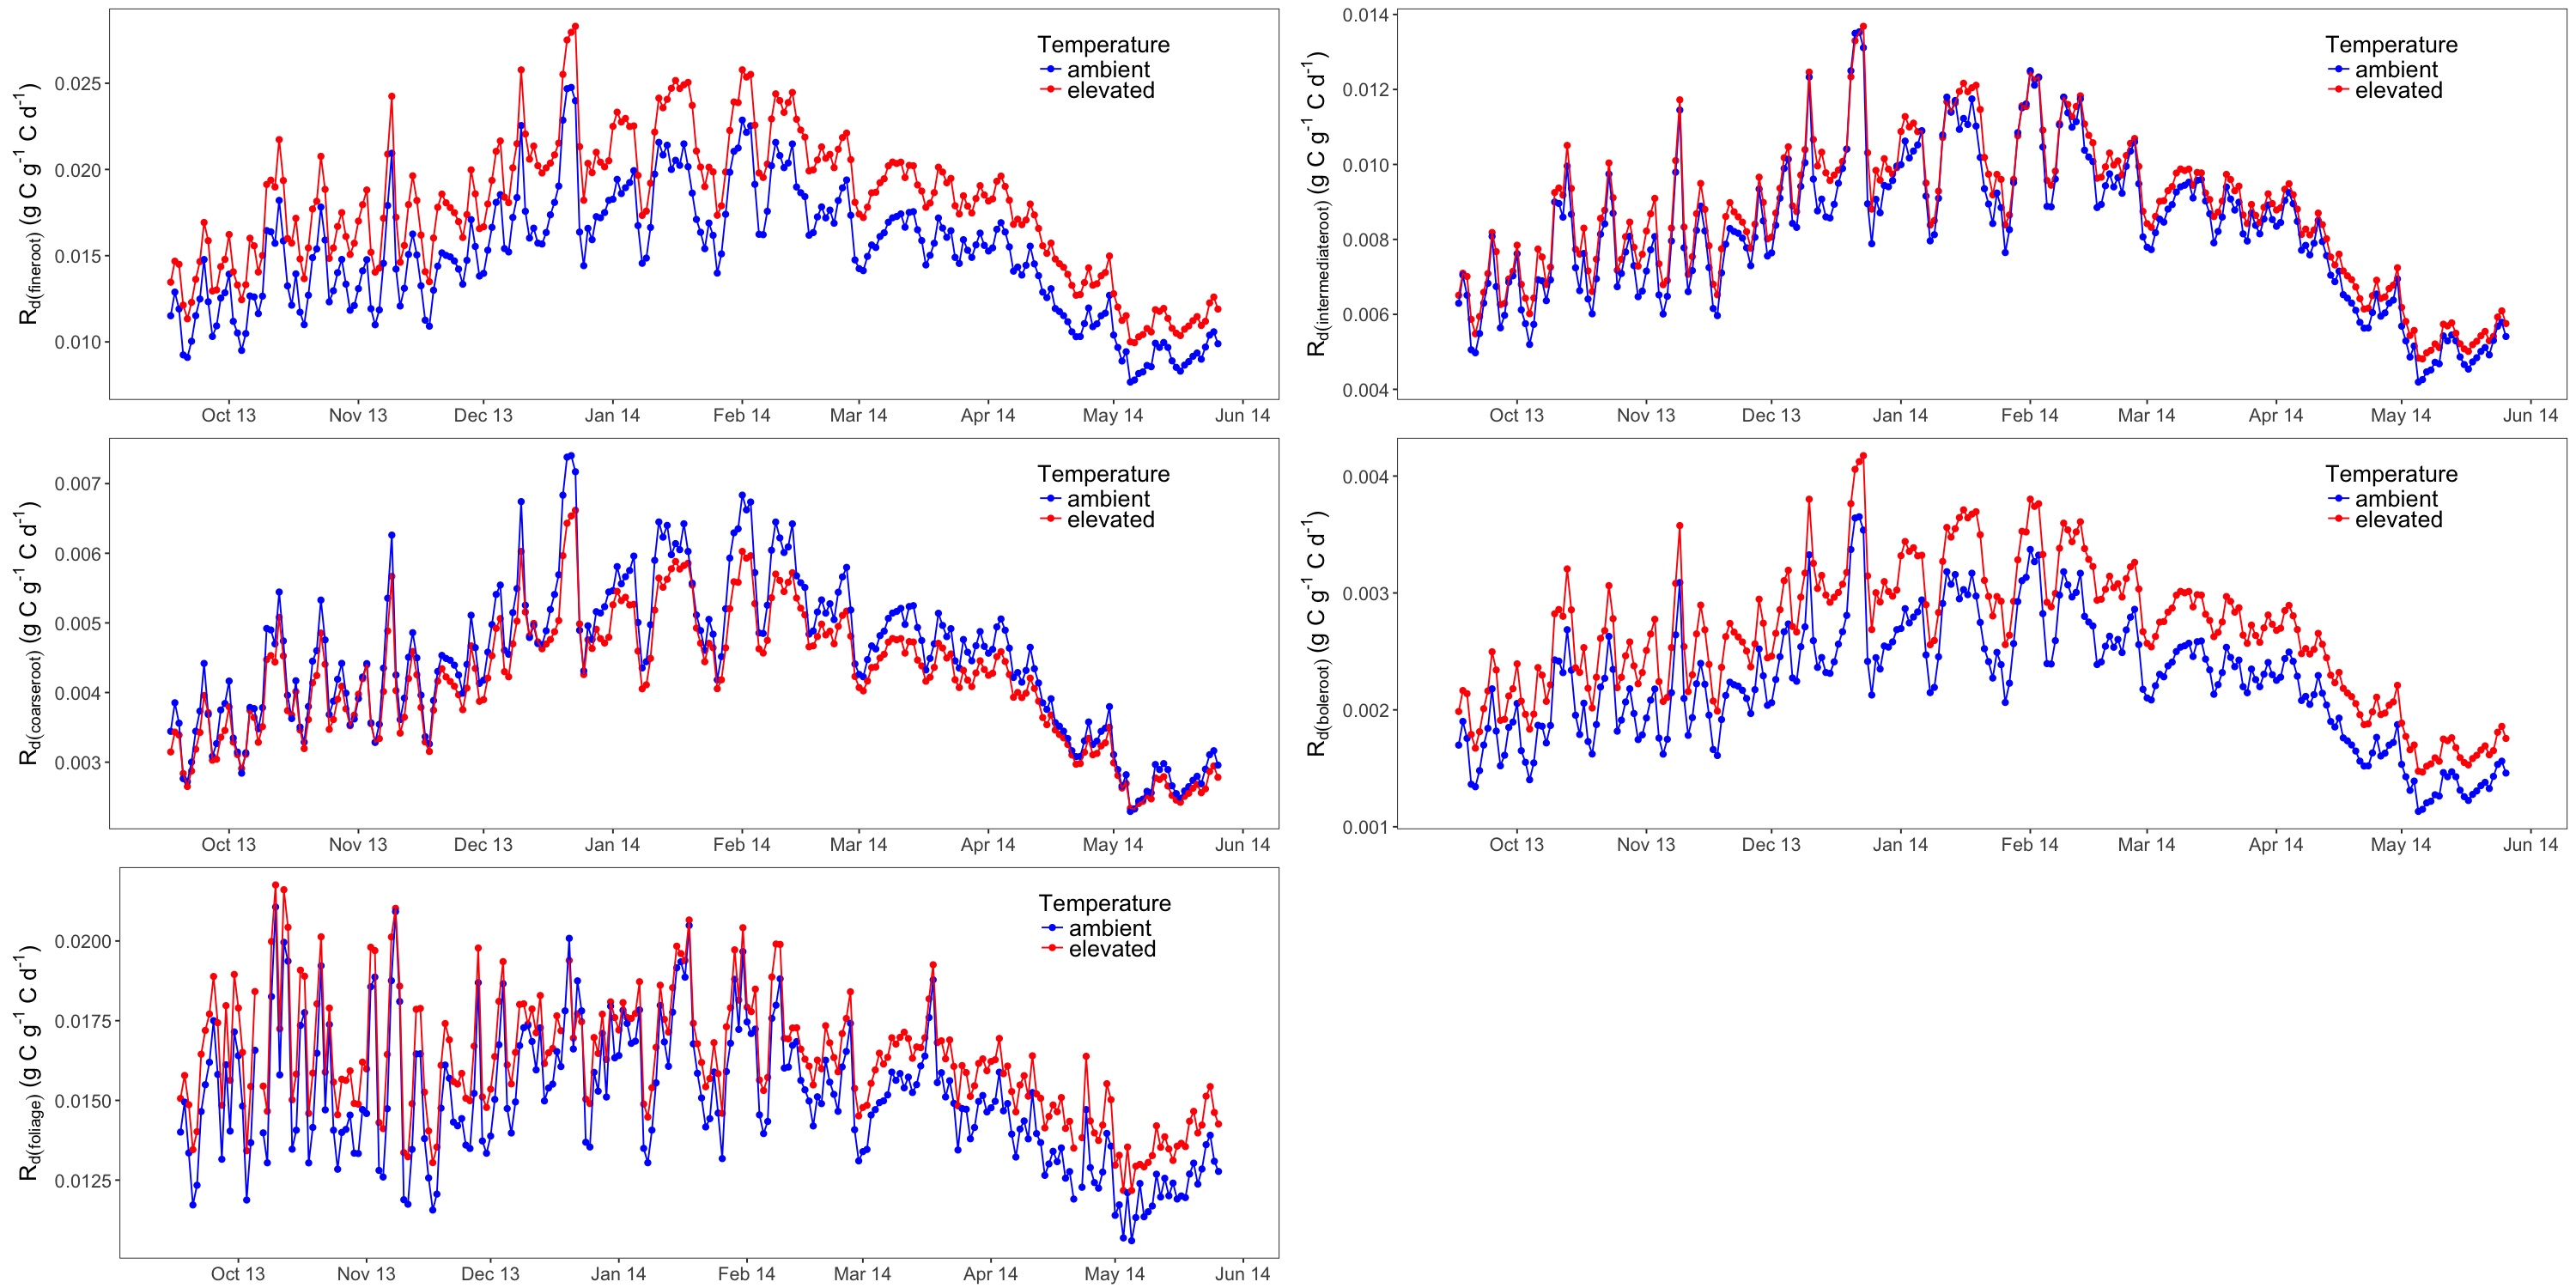 R_d(fineroot) (g C g^-1 C d^-1)
0.025
0.020
0.015
0.010
Temperature
ambient
elevated
Oct 13 Nov 13 Dec 13 Jan 14 Feb 14 Mar 14 Apr 14 May 14 Jun 14
R_d(intermediateroot) (g C g^-1 C d^-1)
0.014
0.012
0.010
0.008
0.006
0.004
Temperature
ambient
elevated
Oct 13 Nov 13 Dec 13 Jan 14 Feb 14 Mar 14 Apr 14 May 14 Jun 14
R_d(coarseroot) (g C g^-1 C d^-1)
0.007
0.006
0.005
0.004
0.003
Temperature
ambient
elevated
Oct 13 Nov 13 Dec 13 Jan 14 Feb 14 Mar 14 Apr 14 May 14 Jun 14
R_d(boleroot) (g C g^-1 C d^-1)
0.004
0.003
0.002
0.001
Temperature
ambient
elevated
Oct 13 Nov 13 Dec 13 Jan 14 Feb 14 Mar 14 Apr 14 May 14 Jun 14
R_d(foliage) (g C g^-1 C d^-1)
0.0200
0.0175
0.0150
0.0125
Temperature
ambient
elevated
Oct 13 Nov 13 Dec 13 Jan 14 Feb 14 Mar 14 Apr 14 May 14 Jun 14